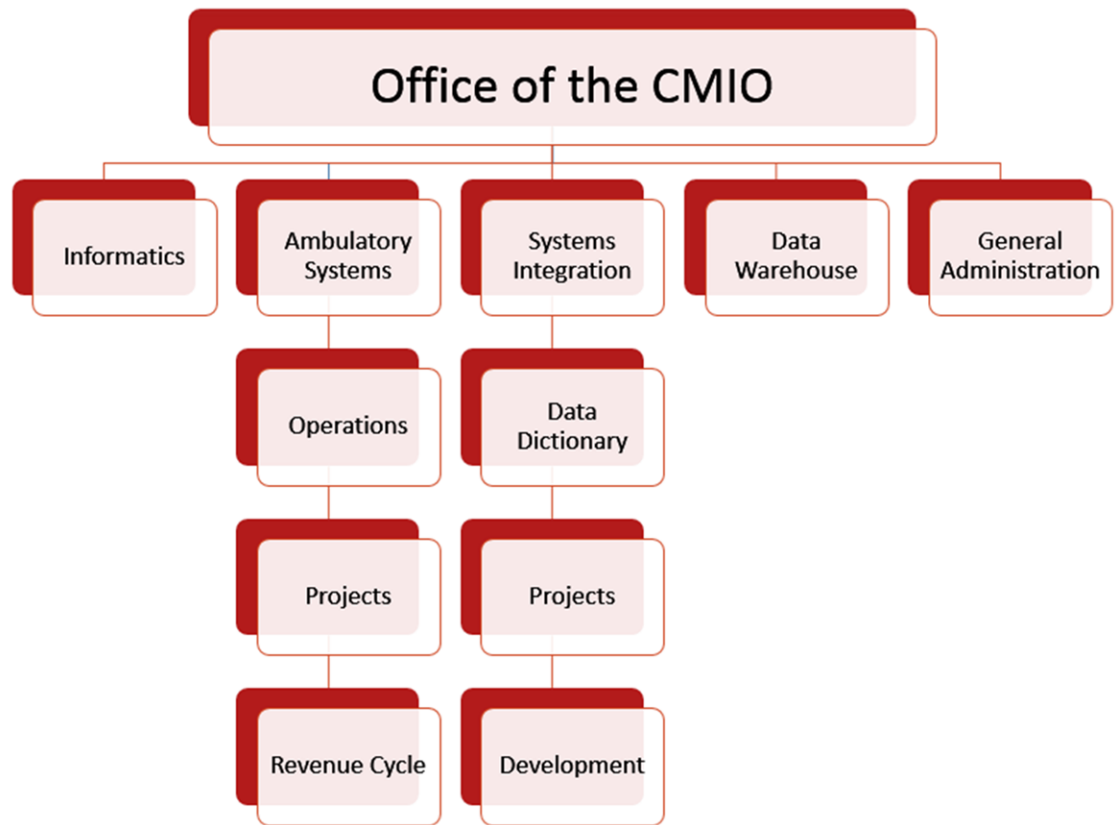 Office of the CMIO
Informatics
Ambulatory
Systems
Systems
Integration
Data
Warehouse
General
Administration
Operations
Data
Dictionary
Projects
Projects
Revenue Cycle
Development